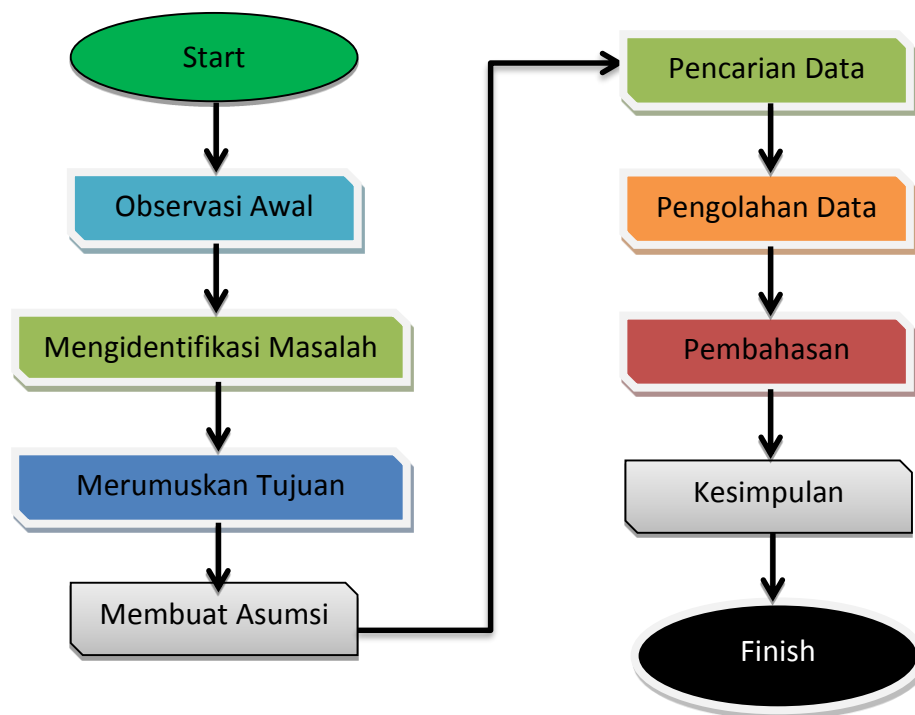 Start
Observasi Awal
Mengidentifikasi Masalah
Merumuskan Tujuan
Membuat Asumsi
Pencarian Data
Pengolahan Data
Pembahasan
Kesimpulan
Finish